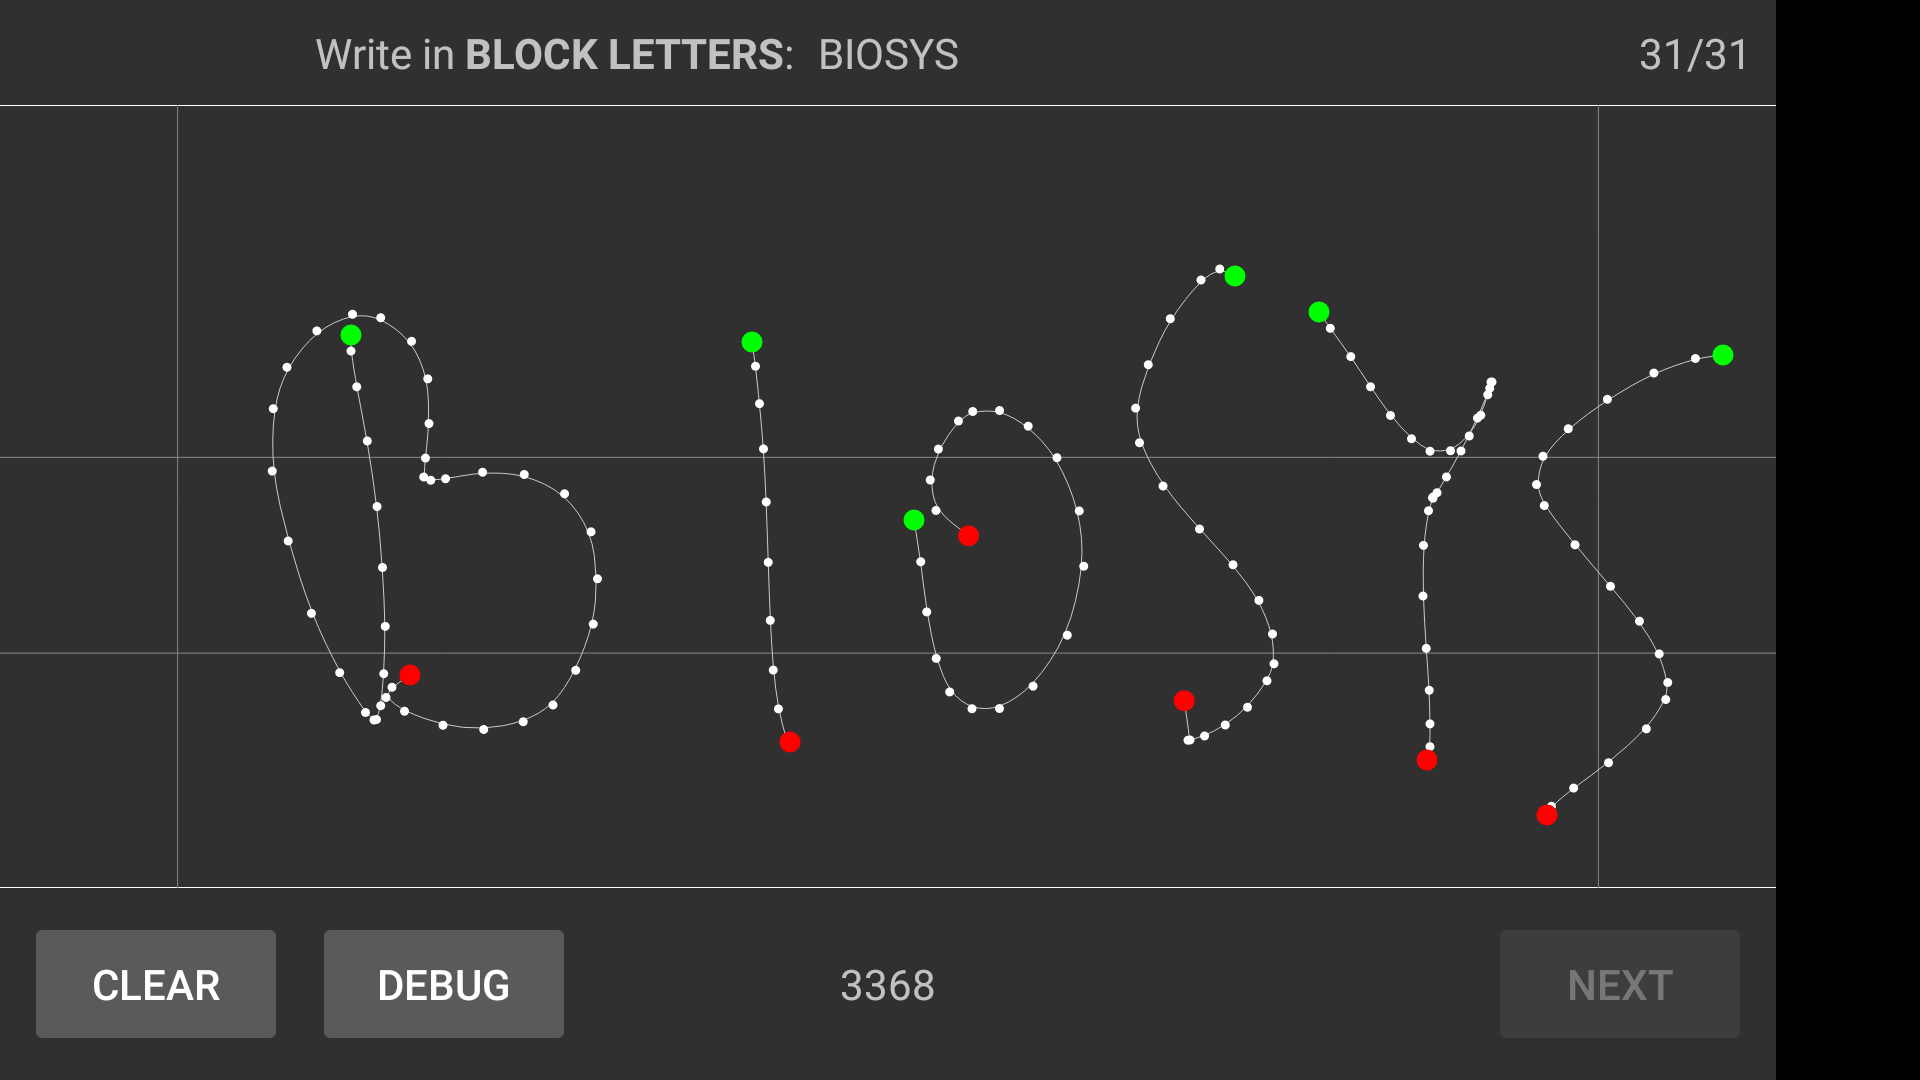 Write in BLOCK LETTERS: BIOSYS 31/31
BIOSYS
CLEAR DEBUG 3368 NEXT